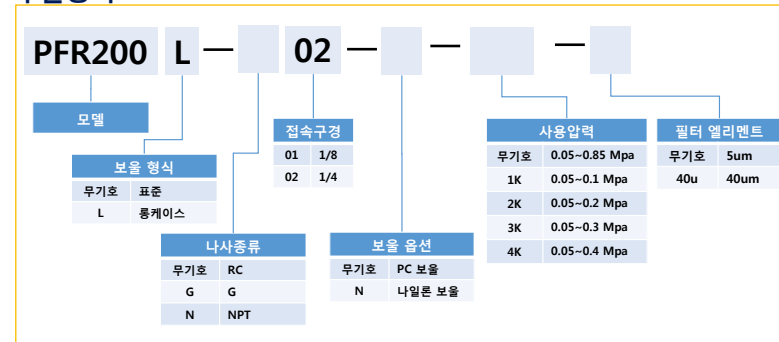 PFR200 L — 02 — — —
모델
보울 형식
무기호 표준
L 롱케이스
나사종류
무기호 RC
G G
N NPT
접속구경
01 1/8
02 1/4
보울 옵션
무기호 PC 보울
N 나일론 보울
사용압력
무기호 0.05~0.85 Mpa
1K 0.05~0.1 Mpa
2K 0.05~0.2 Mpa
3K 0.05~0.3 Mpa
4K 0.05~0.4 Mpa
필터 엘리멘트
무기호 5um
40u 40um